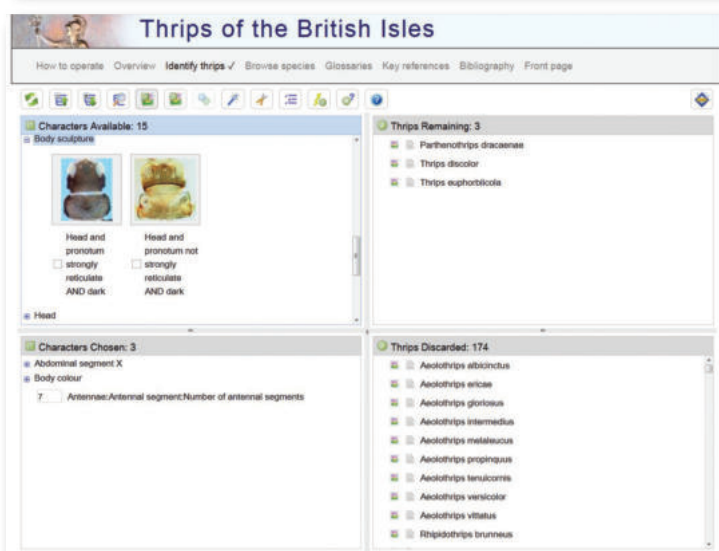 Thrips of the British Isles
How to operate Overview Identify thrips ✓ Browse species Glossaries Key references Bibliography Front page
Characters Available: 15
Body sculpture
Head and
pronotum
strongly
reticulate
AND dark
Head and
pronotum not
strongly
reticulate
AND dark
Head
Thrips Remaining: 3
Parthenothrips dracaenae
Thrips discolor
Thrips euphorbiicola
Characters Chosen: 3
Abdominal segment X
Body colour
7 Antennae:Antennal segment:Number of antennal segments
Thrips Discarded: 174
Aeolothrips albicinctus
Aeolothrips ericae
Aeolothrips gloriosus
Aeolothrips intermedius
Aeolothrips melaleucus
Aeolothrips propinquus
Aeolothrips tenuicornis
Aeolothrips versicolor
Aeolothrips vittatus
Rhipidothrips brunneus